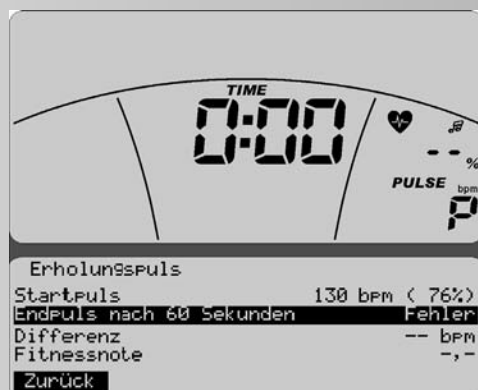 TIME
0:00
-- %
PULSE bpm
P
Erholungspuls
Startpuls 130 bpm ( 76%)
Endpuls nach 60 Sekunden Fehler
Differenz -- bpm
Fitnessnote -,-
Zurück